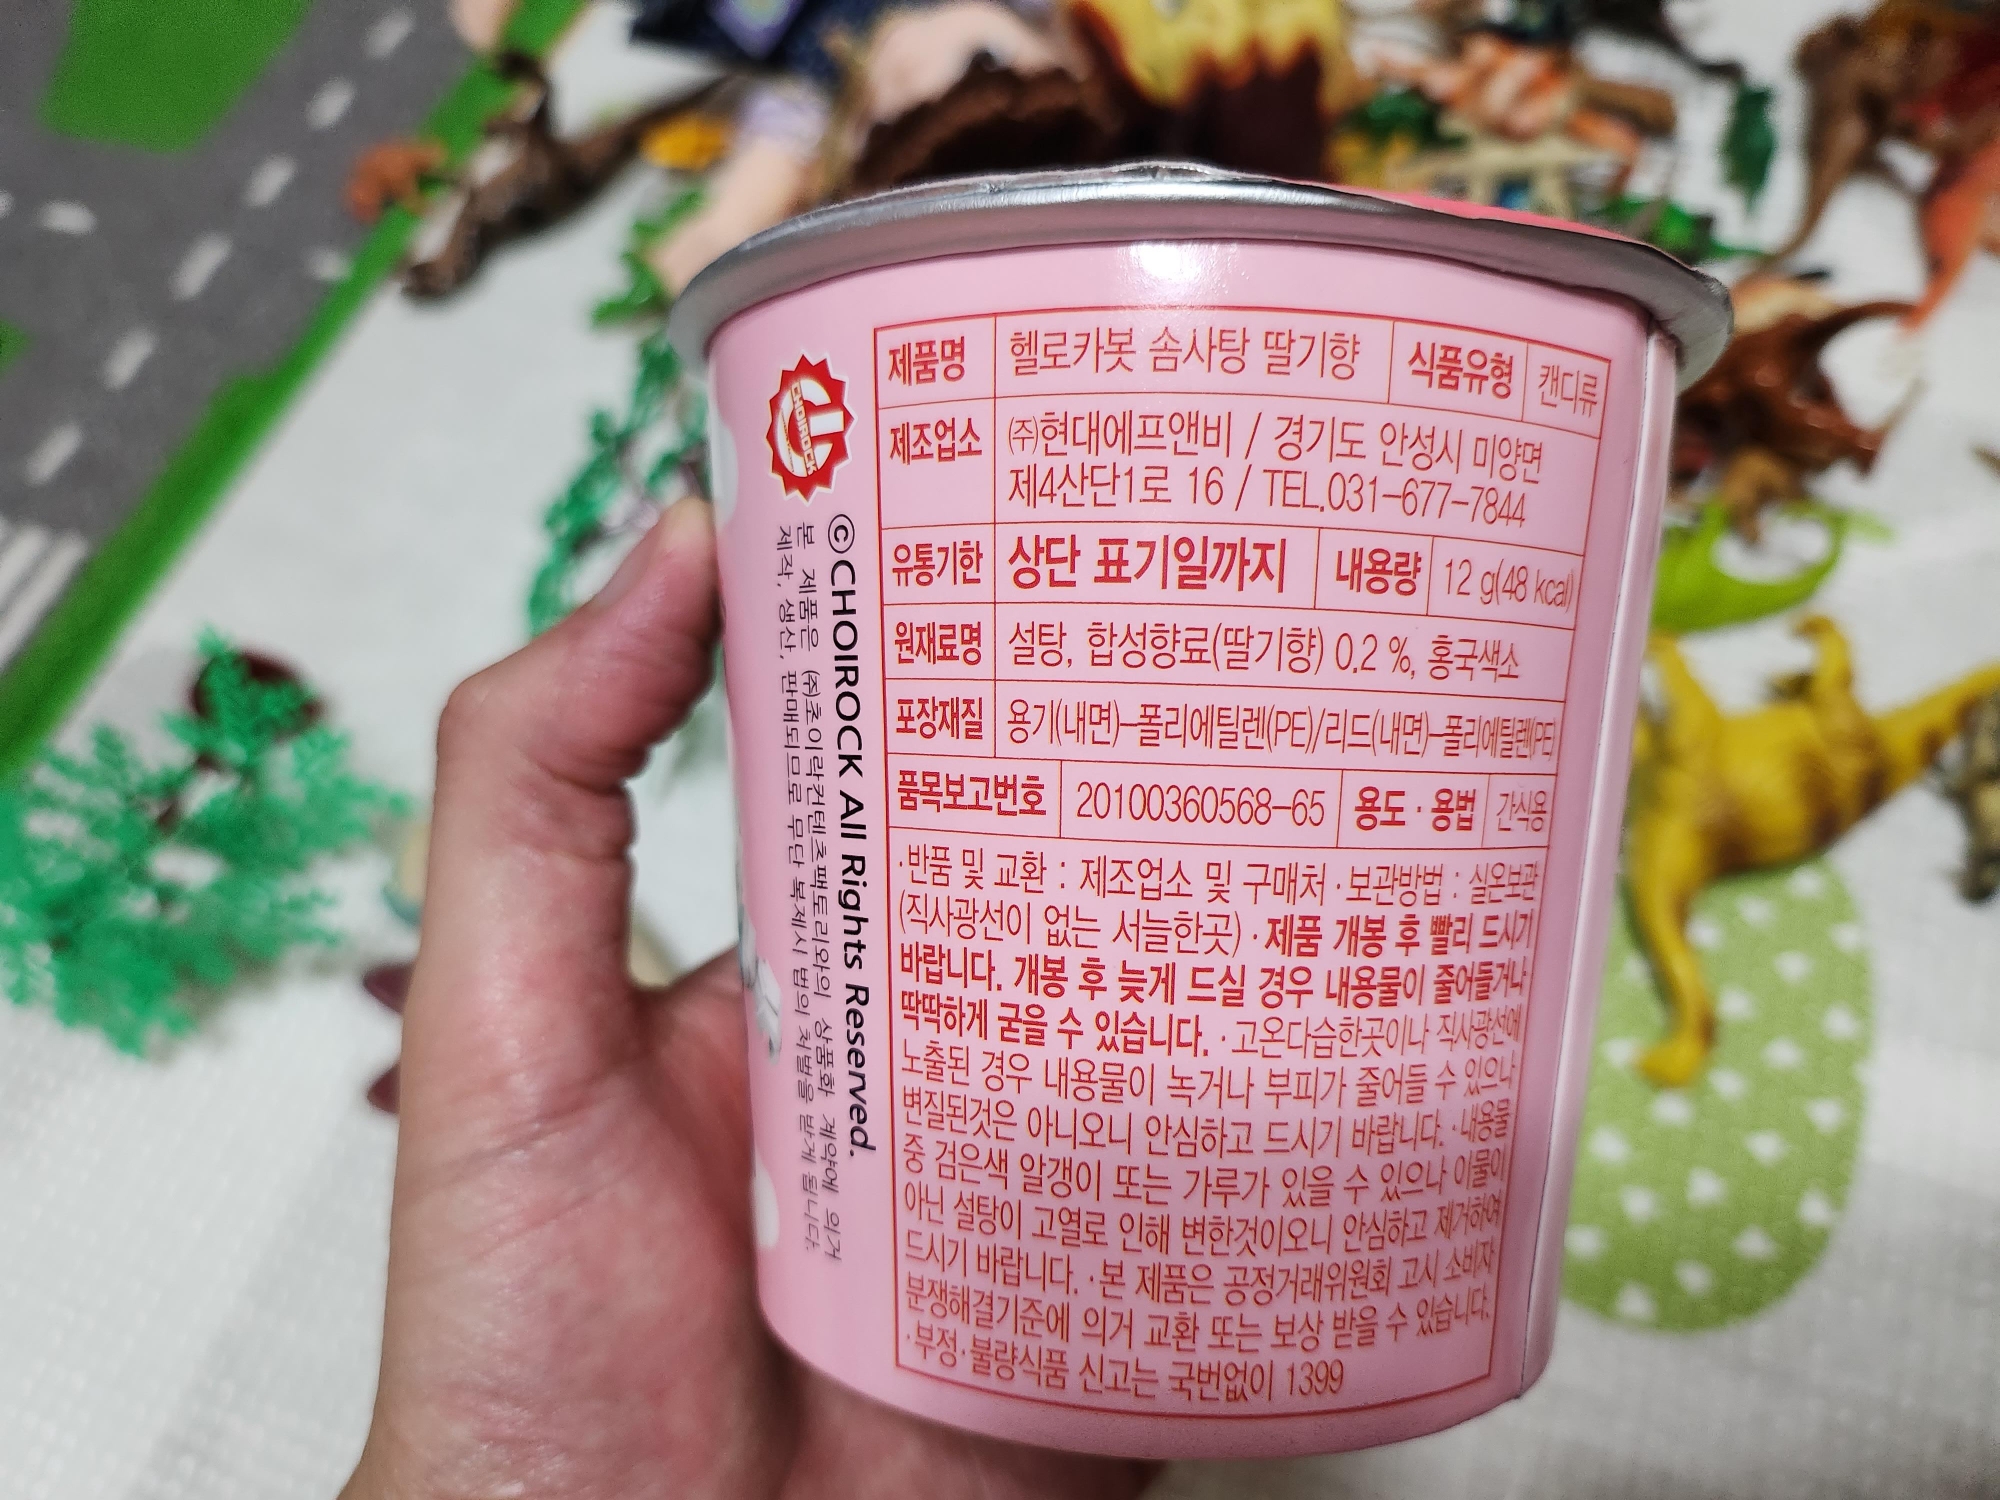 제품명 헬로카봇 솜사탕 딸기향 식품유형 캔디류
제조업소 ㈜현대에프앤비 / 경기도 안성시 미양면
제4산단1로 16 / TEL.031-677-7844
유통기한 상단 표기일까지 내용량 12 g(48 kcal)
원재료명 설탕, 합성향료(딸기향) 0.2 %, 홍국색소
포장재질 용기(내면)-폴리에틸렌(PE)/리드(내면)-폴리에틸렌(PE)
품목보고번호 20100360568-65 용도·용법 간식용
·반품 및 교환 : 제조업소 및 구매처 ·보관방법 : 실온보관
(직사광선이 없는 서늘한곳) ·제품 개봉 후 빨리 드시기
바랍니다. 개봉 후 늦게 드실 경우 내용물이 줄어들거나
딱딱하게 굳을 수 있습니다. ·고온다습한곳이나 직사광선에
노출된 경우 내용물이 녹거나 부피가 줄어들 수 있으나
변질된것은 아니오니 안심하고 드시기 바랍니다. ·내용물
중 검은색 알갱이 또는 가루가 있을 수 있으나 이물이
아닌 설탕이 고열로 인해 변한것이오니 안심하고 제거하여
드시기 바랍니다. ·본 제품은 공정거래위원회 고시 소비자
분쟁해결기준에 의거 교환 또는 보상 받을 수 있습니다.
·부정·불량식품 신고는 국번없이 1399
CHOIROCK
ⓒCHOIROCK All Rights Reserved.
본 제품은 ㈜초이락컨텐츠팩토리와의 상품화 계약에 의거
제작, 생산, 판매되므로 무단 복제시 법의 처벌을 받게 됩니다.